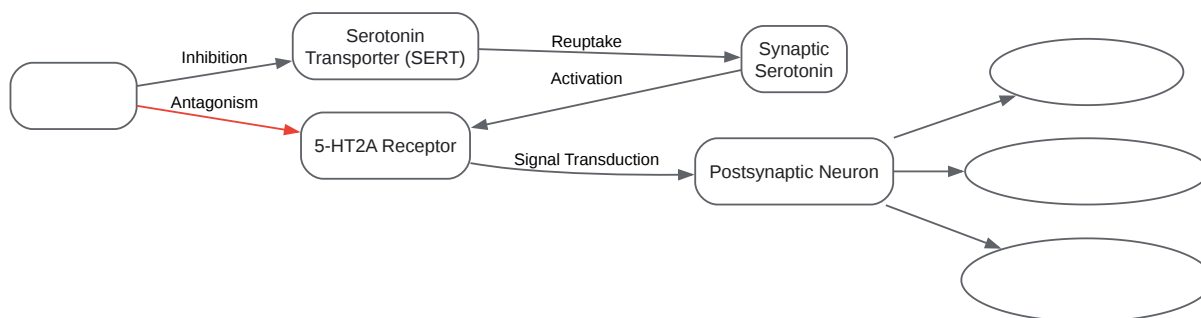 Inhibition
Serotonin
Transporter (SERT)
Reuptake
Synaptic
Serotonin
Activation
Antagonism
5-HT2A Receptor
Signal Transduction
Postsynaptic Neuron